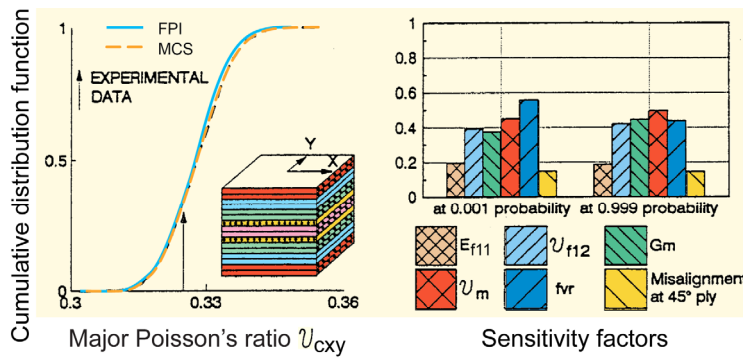 Cumulative distribution function
1
0.5
0
0.3
0.33
0.36
FPI
MCS
EXPERIMENTAL
DATA
Y
X
Major Poisson's ratio υcxy
1
0.8
0.6
0.4
0.2
0
at 0.001 probability
at 0.999 probability
Ef11
υf12
Gm
υm
fvr
Misalignment
at 45° ply
Sensitivity factors